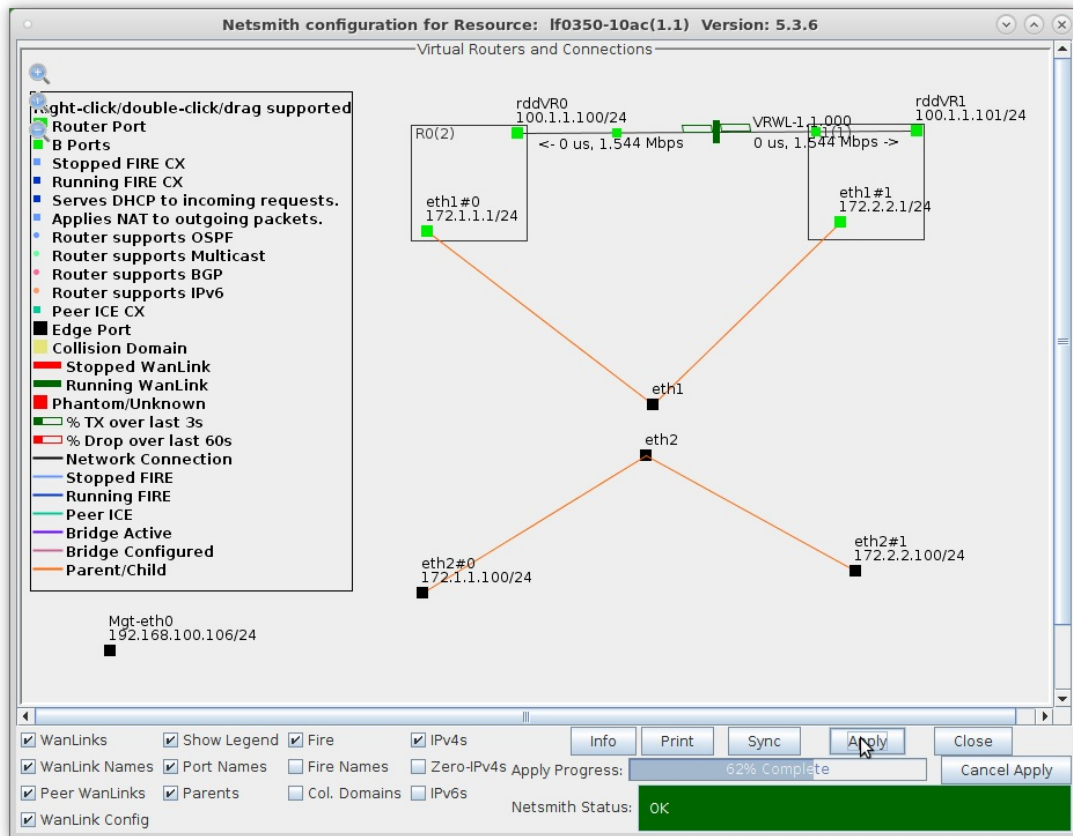 Netsmith configuration for Resource:  lf0350-10ac(1.1)  Version: 5.3.6
Virtual Routers and Connections
ght-click/double-click/drag supported
Router Port
B Ports
Stopped FIRE CX
Running FIRE CX
Serves DHCP to incoming requests.
Applies NAT to outgoing packets.
Router supports OSPF
Router supports Multicast
Router supports BGP
Router supports IPv6
Peer ICE CX
Edge Port
Collision Domain
Stopped WanLink
Running WanLink
Phantom/Unknown
% TX over last 3s
% Drop over last 60s
Network Connection
Stopped FIRE
Running FIRE
Peer ICE
Bridge Active
Bridge Configured
Parent/Child
rddVR0
100.1.1.100/24
R0(2)
VRWL-1.1.000
<- 0 us, 1.544 Mbps
0 us, 1.544 Mbps ->
rddVR1
100.1.1.101/24
(1)
eth1#0
172.1.1.1/24
eth1#1
172.2.2.1/24
eth1
eth2
eth2#0
172.1.1.100/24
eth2#1
172.2.2.100/24
Mgt-eth0
192.168.100.106/24
WanLinks
Show Legend
Fire
IPv4s
Info
Print
Sync
Apply
Close
WanLink Names
Port Names
Fire Names
Zero-IPv4s
Apply Progress:
62% Complete
Cancel Apply
Peer WanLinks
Parents
Col. Domains
IPv6s
Netsmith Status:
OK
WanLink Config